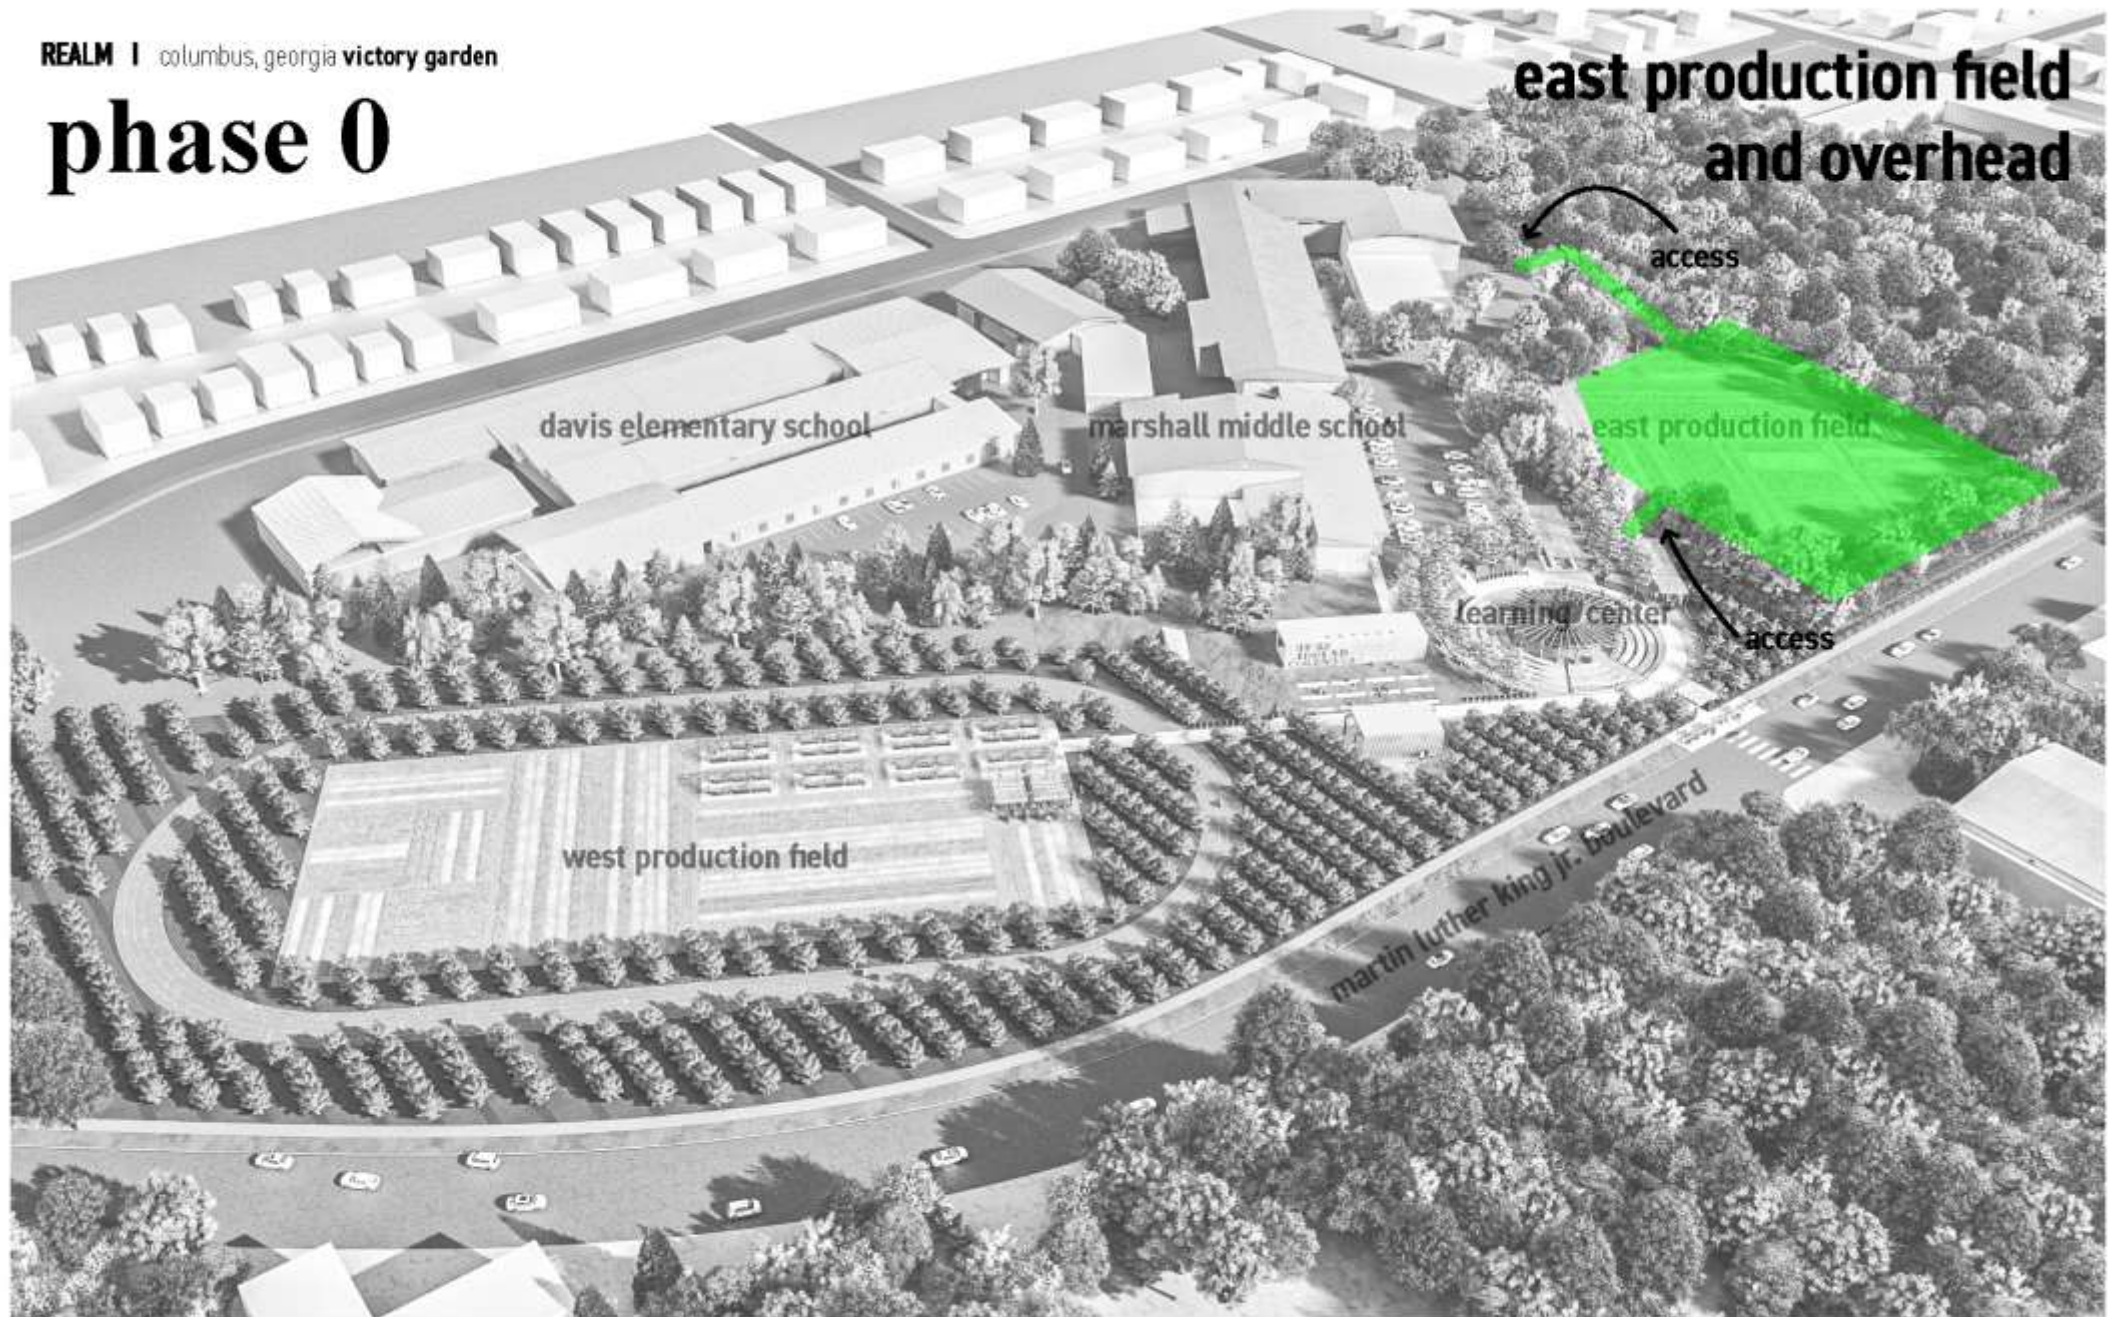 REALM | columbus, georgia victory garden
phase 0
east production field
and overhead
access
davis elementary school
marshall middle school
east production field
learning center
access
west production field
martin luther king jr. boulevard